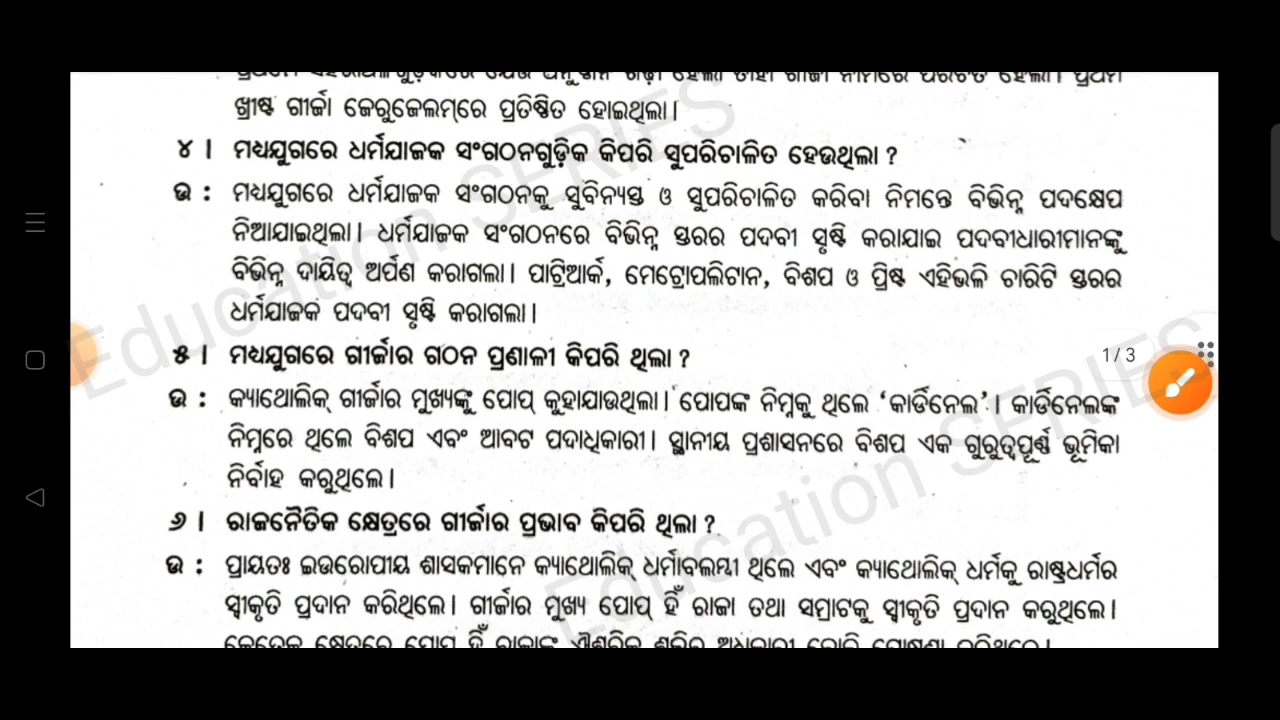 ଖ୍ରୀଷ୍ଟ ଗୀର୍ଜା ଜେରୁଜେଲମ୍‌ରେ ପ୍ରତିଷ୍ଠିତ ହୋଇଥିଲା।
୪। ମଧ୍ୟଯୁଗରେ ଧର୍ମଯାଜକ ସଂଗଠନଗୁଡ଼ିକ କିପରି ସୁପରିଚାଳିତ ହେଉଥିଲା ?
ଉ : ମଧ୍ୟଯୁଗରେ ଧର୍ମଯାଜକ ସଂଗଠନକୁ ସୁବିନ୍ୟସ୍ତ ଓ ସୁପରିଚାଳିତ କରିବା ନିମନ୍ତେ ବିଭିନ୍ନ ପଦକ୍ଷେପ
ନିଆଯାଇଥିଲା। ଧର୍ମଯାଜକ ସଂଗଠନରେ ବିଭିନ୍ନ ସ୍ତରର ପଦବୀ ସୃଷ୍ଟି କରାଯାଇ ପଦବୀଧାରୀମାନଙ୍କୁ
ବିଭିନ୍ନ ଦାୟିତ୍ୱ ଅର୍ପଣ କରାଗଲା। ପାଟ୍ରିଆର୍କ, ମେଟ୍ରୋପଲିଟାନ, ବିଶପ ଓ ପ୍ରିଷ୍ଟ ଏହିଭଳି ଚାରିଟି ସ୍ତରର
ଧର୍ମଯାଜକ ପଦବୀ ସୃଷ୍ଟି କରାଗଲା।
୫। ମଧ୍ୟଯୁଗରେ ଗୀର୍ଜାର ଗଠନ ପ୍ରଣାଳୀ କିପରି ଥିଲା ?
1/3
ଉ : କ୍ୟାଥୋଲିକ୍ ଗୀର୍ଜାର ମୁଖ୍ୟଙ୍କୁ ପୋପ୍ କୁହାଯାଉଥିଲା। ପୋପଙ୍କ ନିମ୍ନକୁ ଥିଲେ ‘କାର୍ଡିନେଲ’। କାର୍ଡିନେଲଙ୍କ
ନିମ୍ନରେ ଥିଲେ ବିଶପ ଏବଂ ଆବଟ ପଦାଧିକାରୀ। ସ୍ଥାନୀୟ ପ୍ରଶାସନରେ ବିଶପ ଏକ ଗୁରୁତ୍ୱପୂର୍ଣ୍ଣ ଭୂମିକା
ନିର୍ବାହ କରୁଥିଲେ।
୬। ରାଜନୈତିକ କ୍ଷେତ୍ରରେ ଗୀର୍ଜାର ପ୍ରଭାବ କିପରି ଥିଲା ?
ଉ : ପ୍ରାୟତଃ ଇଉରୋପୀୟ ଶାସକମାନେ କ୍ୟାଥୋଲିକ୍ ଧର୍ମାବଲମ୍ବୀ ଥିଲେ ଏବଂ କ୍ୟାଥୋଲିକ୍ ଧର୍ମକୁ ରାଷ୍ଟ୍ରଧର୍ମର
ସ୍ୱୀକୃତି ପ୍ରଦାନ କରିଥିଲେ। ଗୀର୍ଜାର ମୁଖ୍ୟ ପୋପ୍ ହିଁ ରାଜା ତଥା ସମ୍ରାଟକୁ ସ୍ୱୀକୃତି ପ୍ରଦାନ କରୁଥିଲେ।
Education SERIES
Education SERIES